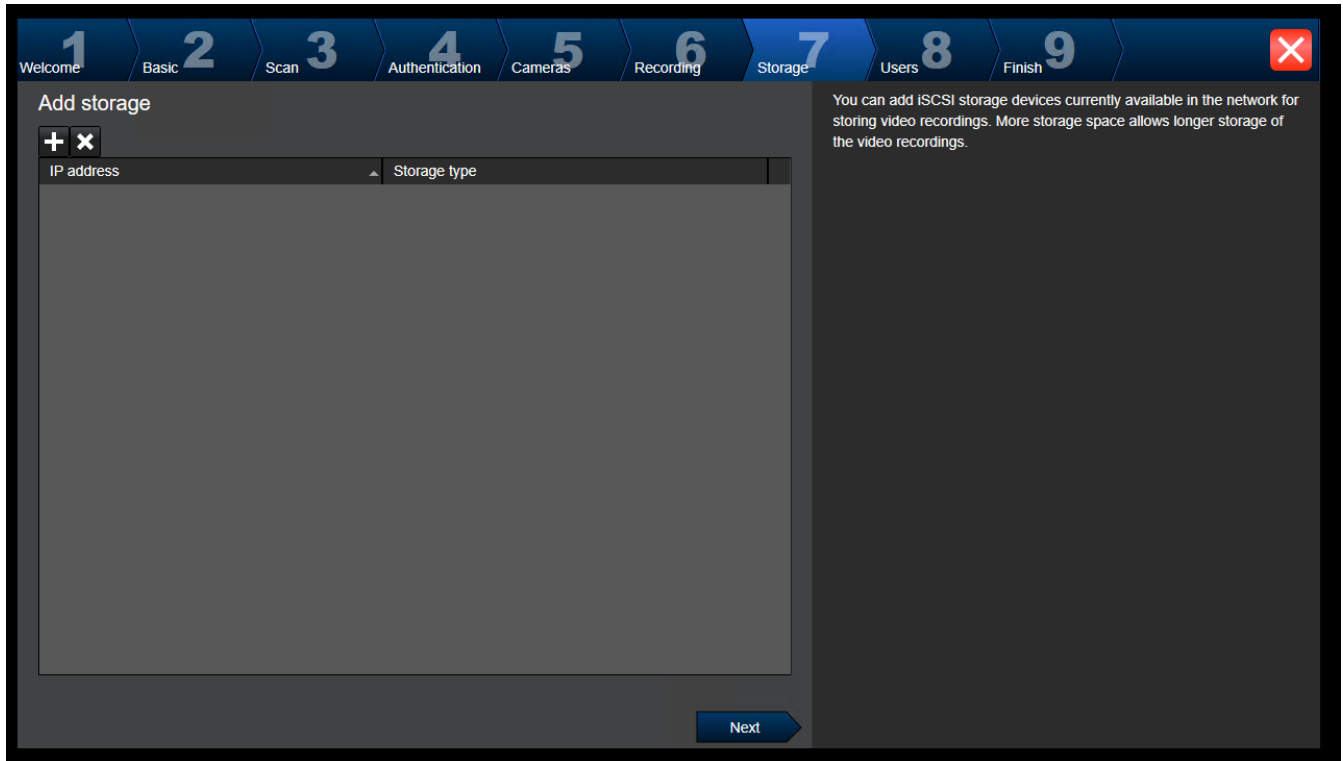 1 Welcome
2 Basic
3 Scan
4 Authentication
5 Cameras
6 Recording
7 Storage
8 Users
9 Finish
Add storage
IP address
Storage type
Next
You can add iSCSI storage devices currently available in the network for
storing video recordings. More storage space allows longer storage of
the video recordings.